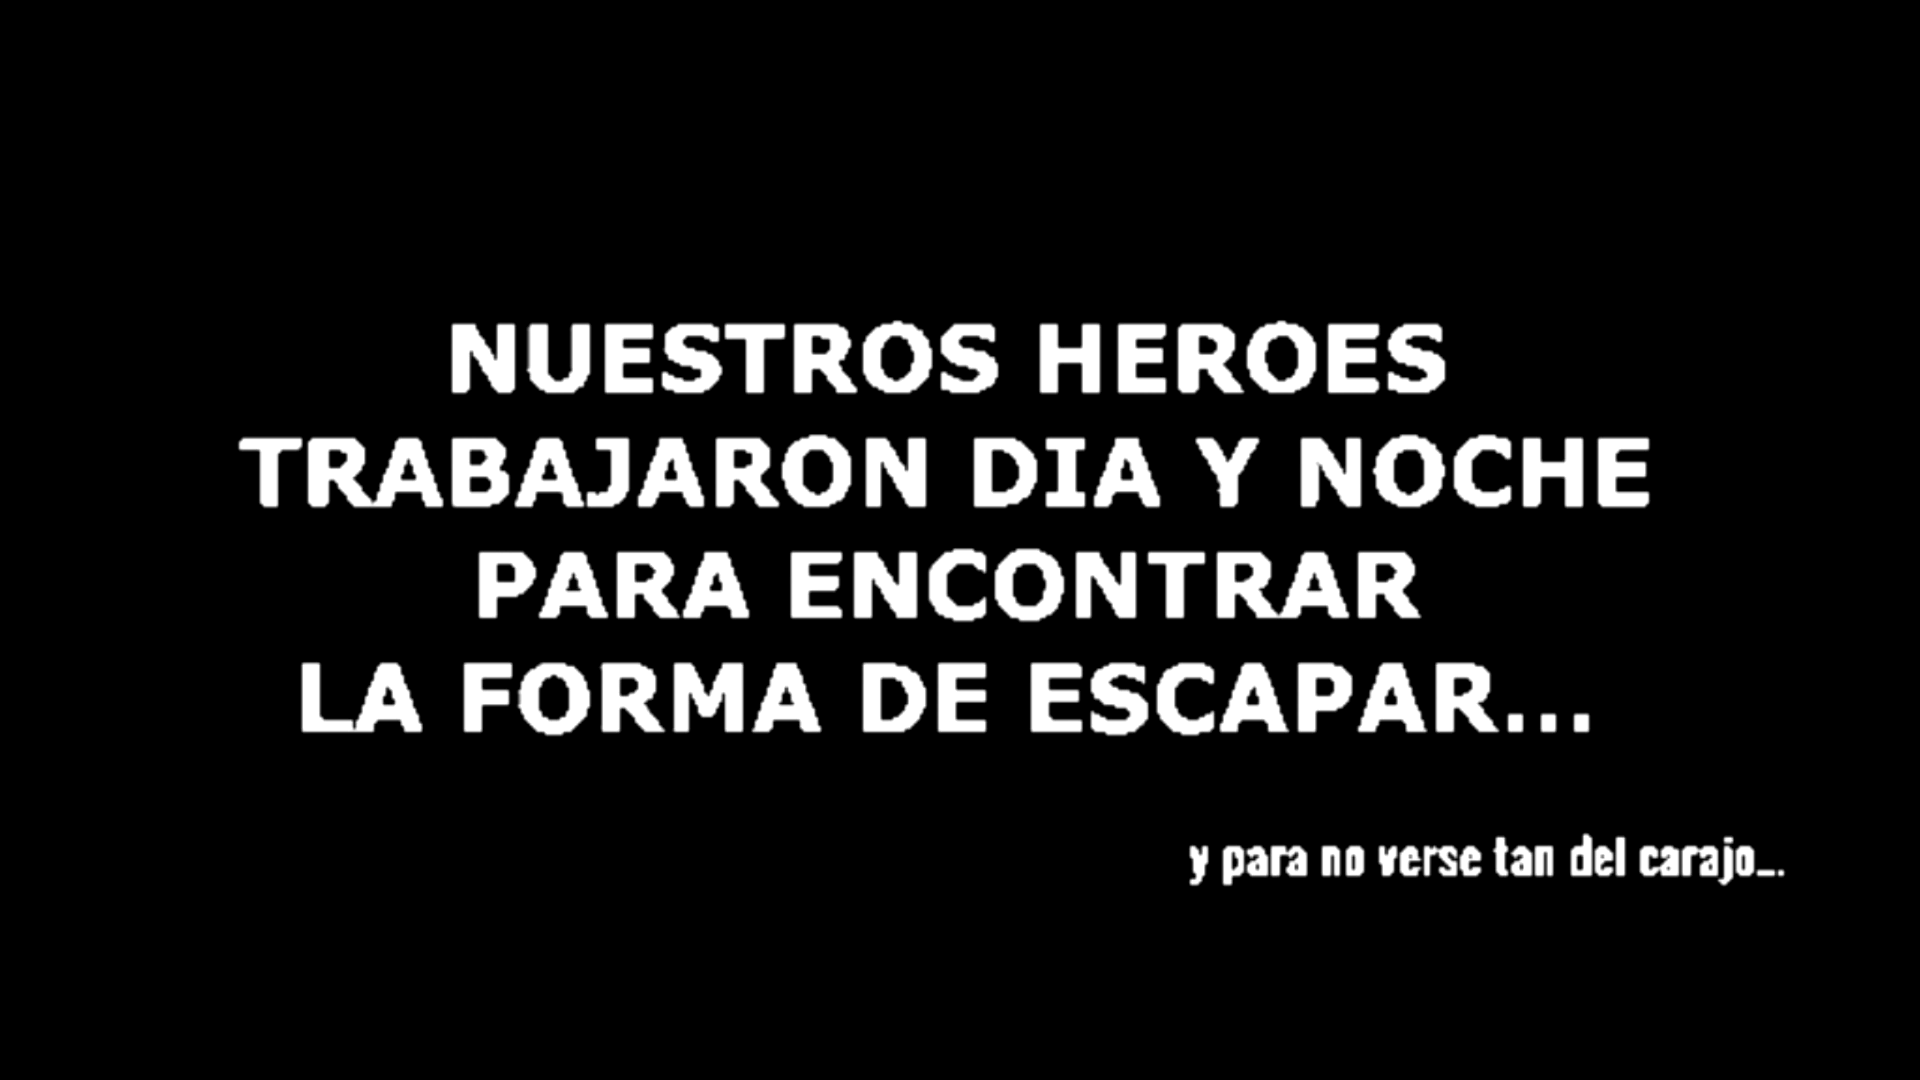 NUESTROS HEROES
TRABAJARON DIA Y NOCHE
PARA ENCONTRAR
LA FORMA DE ESCAPAR...
y para no verse tan del carajo...